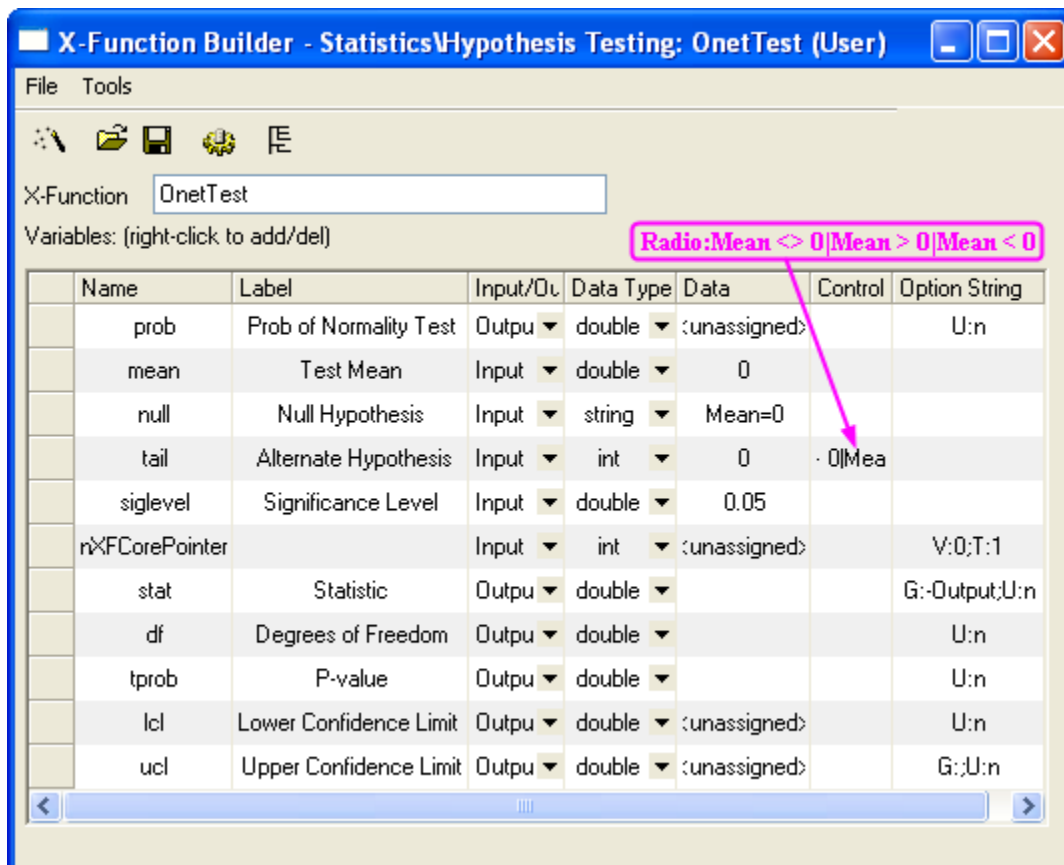 X-Function Builder - Statistics\Hypothesis Testing: OnetTest (User)
File Tools
X-Function OnetTest
Variables: (right-click to add/del)
Radio:Mean <> 0|Mean > 0|Mean < 0
Name Label Input/Ou Data Type Data Control Option String
prob Prob of Normality Test Outpu double <unassigned> U:n
mean Test Mean Input double 0
null Null Hypothesis Input string Mean=0
tail Alternate Hypothesis Input int 0 · 0|Mea
siglevel Significance Level Input double 0.05
nXFCorePointer Input int <unassigned> V:0;T:1
stat Statistic Outpu double G:-Output;U:n
df Degrees of Freedom Outpu double U:n
tprob P-value Outpu double U:n
lcl Lower Confidence Limit Outpu double <unassigned> U:n
ucl Upper Confidence Limit Outpu double <unassigned> G:;U:n